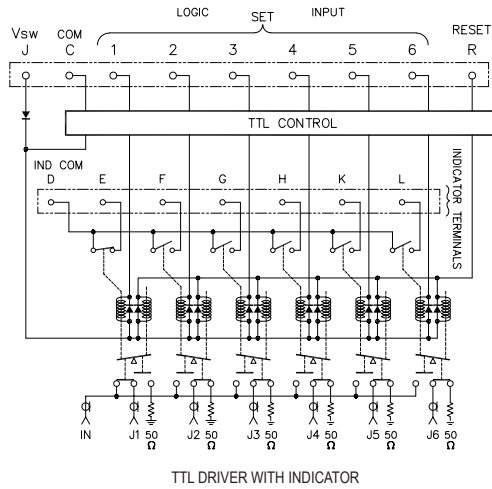 LOGIC SET INPUT
Vsw COM RESET
J C 1 2 3 4 5 6 R
TTL CONTROL
IND COM
D E F G H K L
INDICATOR TERMINALS
IN J1 50 Ω J2 50 Ω J3 50 Ω J4 50 Ω J5 50 Ω J6 50 Ω
TTL DRIVER WITH INDICATOR